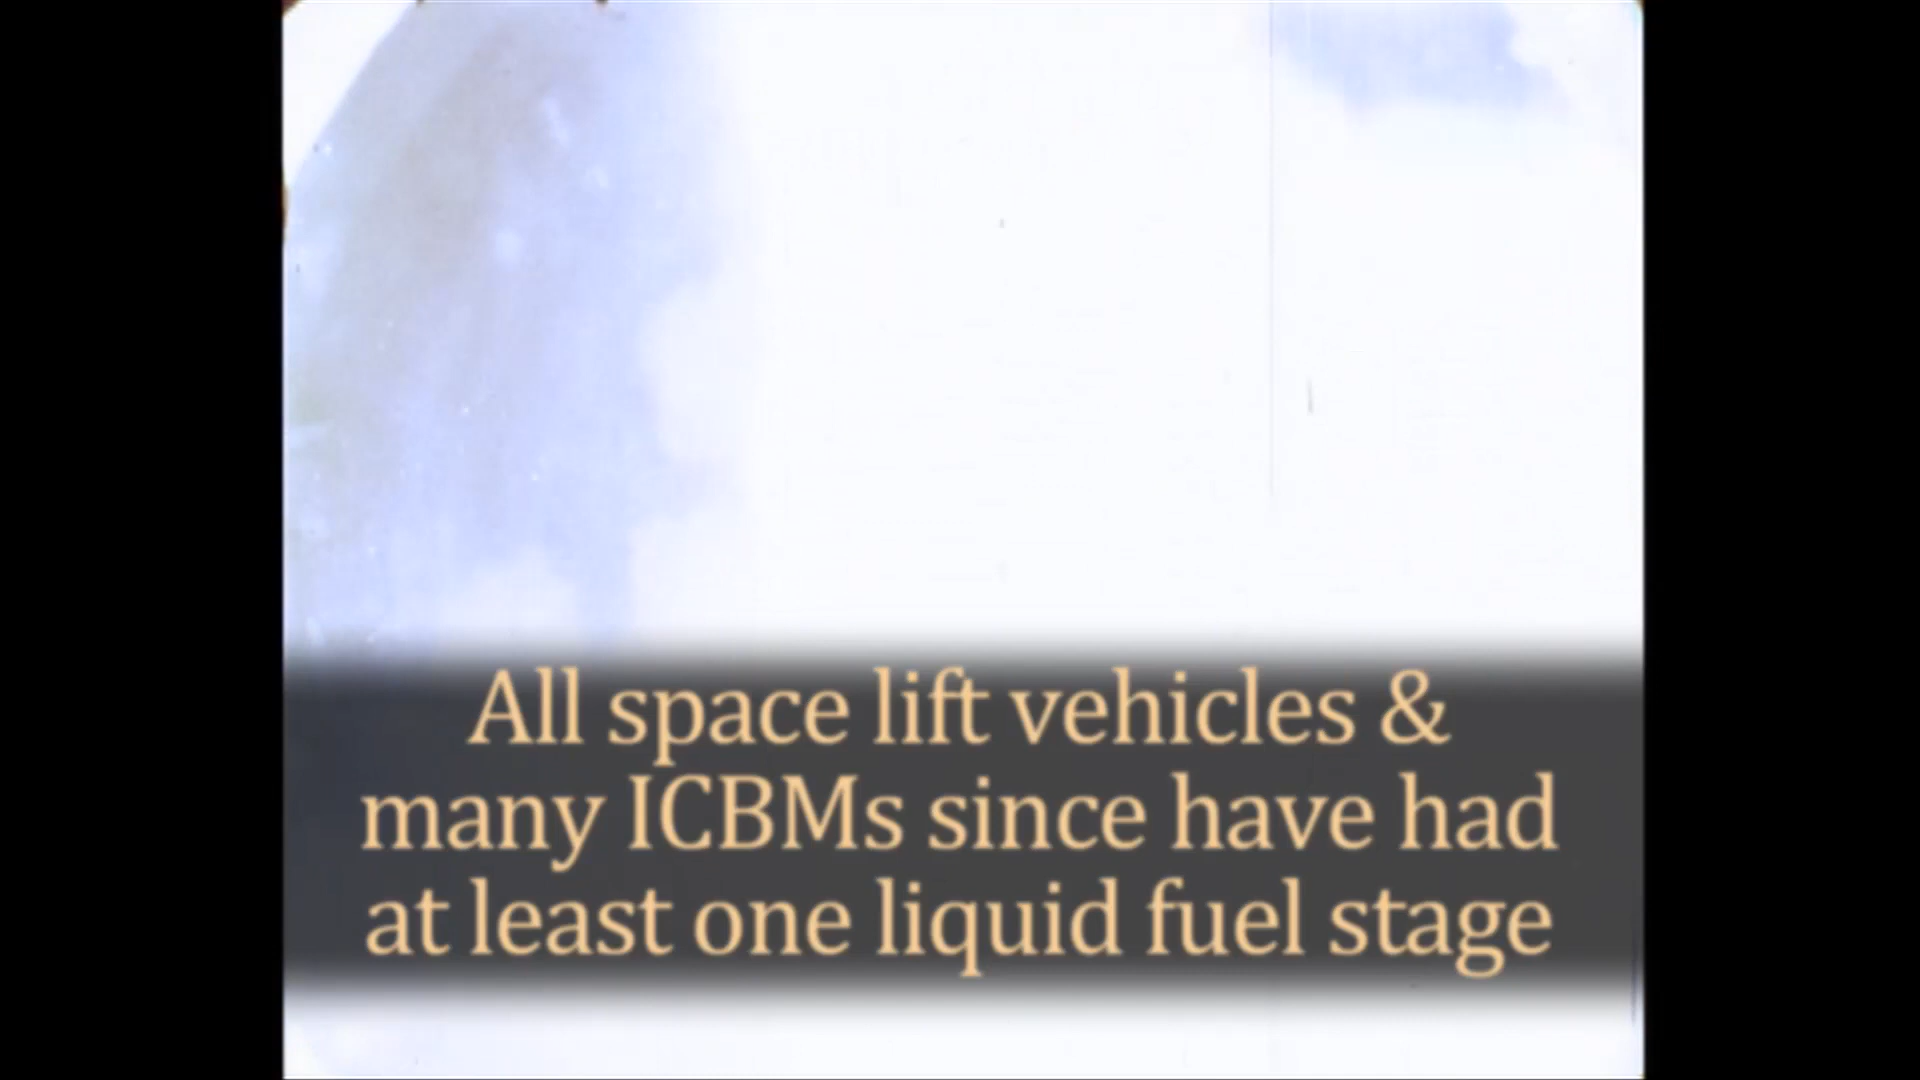 All space lift vehicles &
many ICBMs since have had
at least one liquid fuel stage